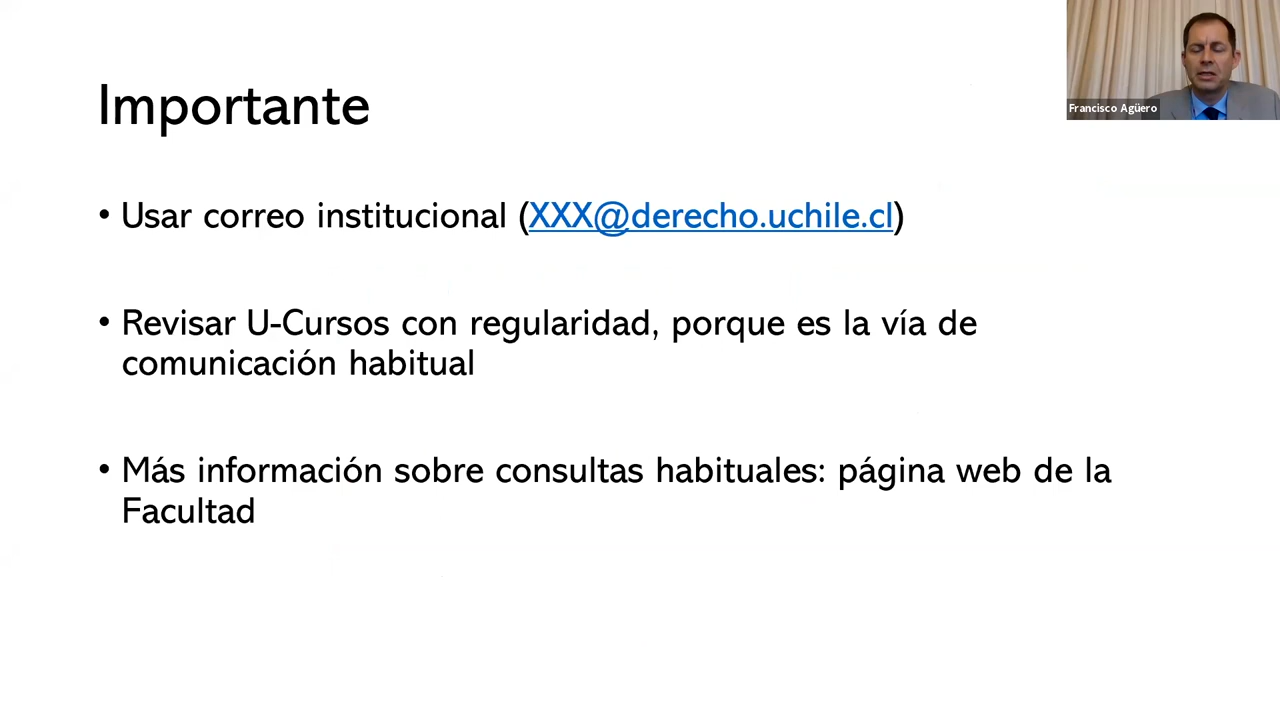 Importante
Francisco Agüero
• Usar correo institucional (XXX@derecho.uchile.cl)
• Revisar U-Cursos con regularidad, porque es la vía de
comunicación habitual
• Más información sobre consultas habituales: página web de la
Facultad